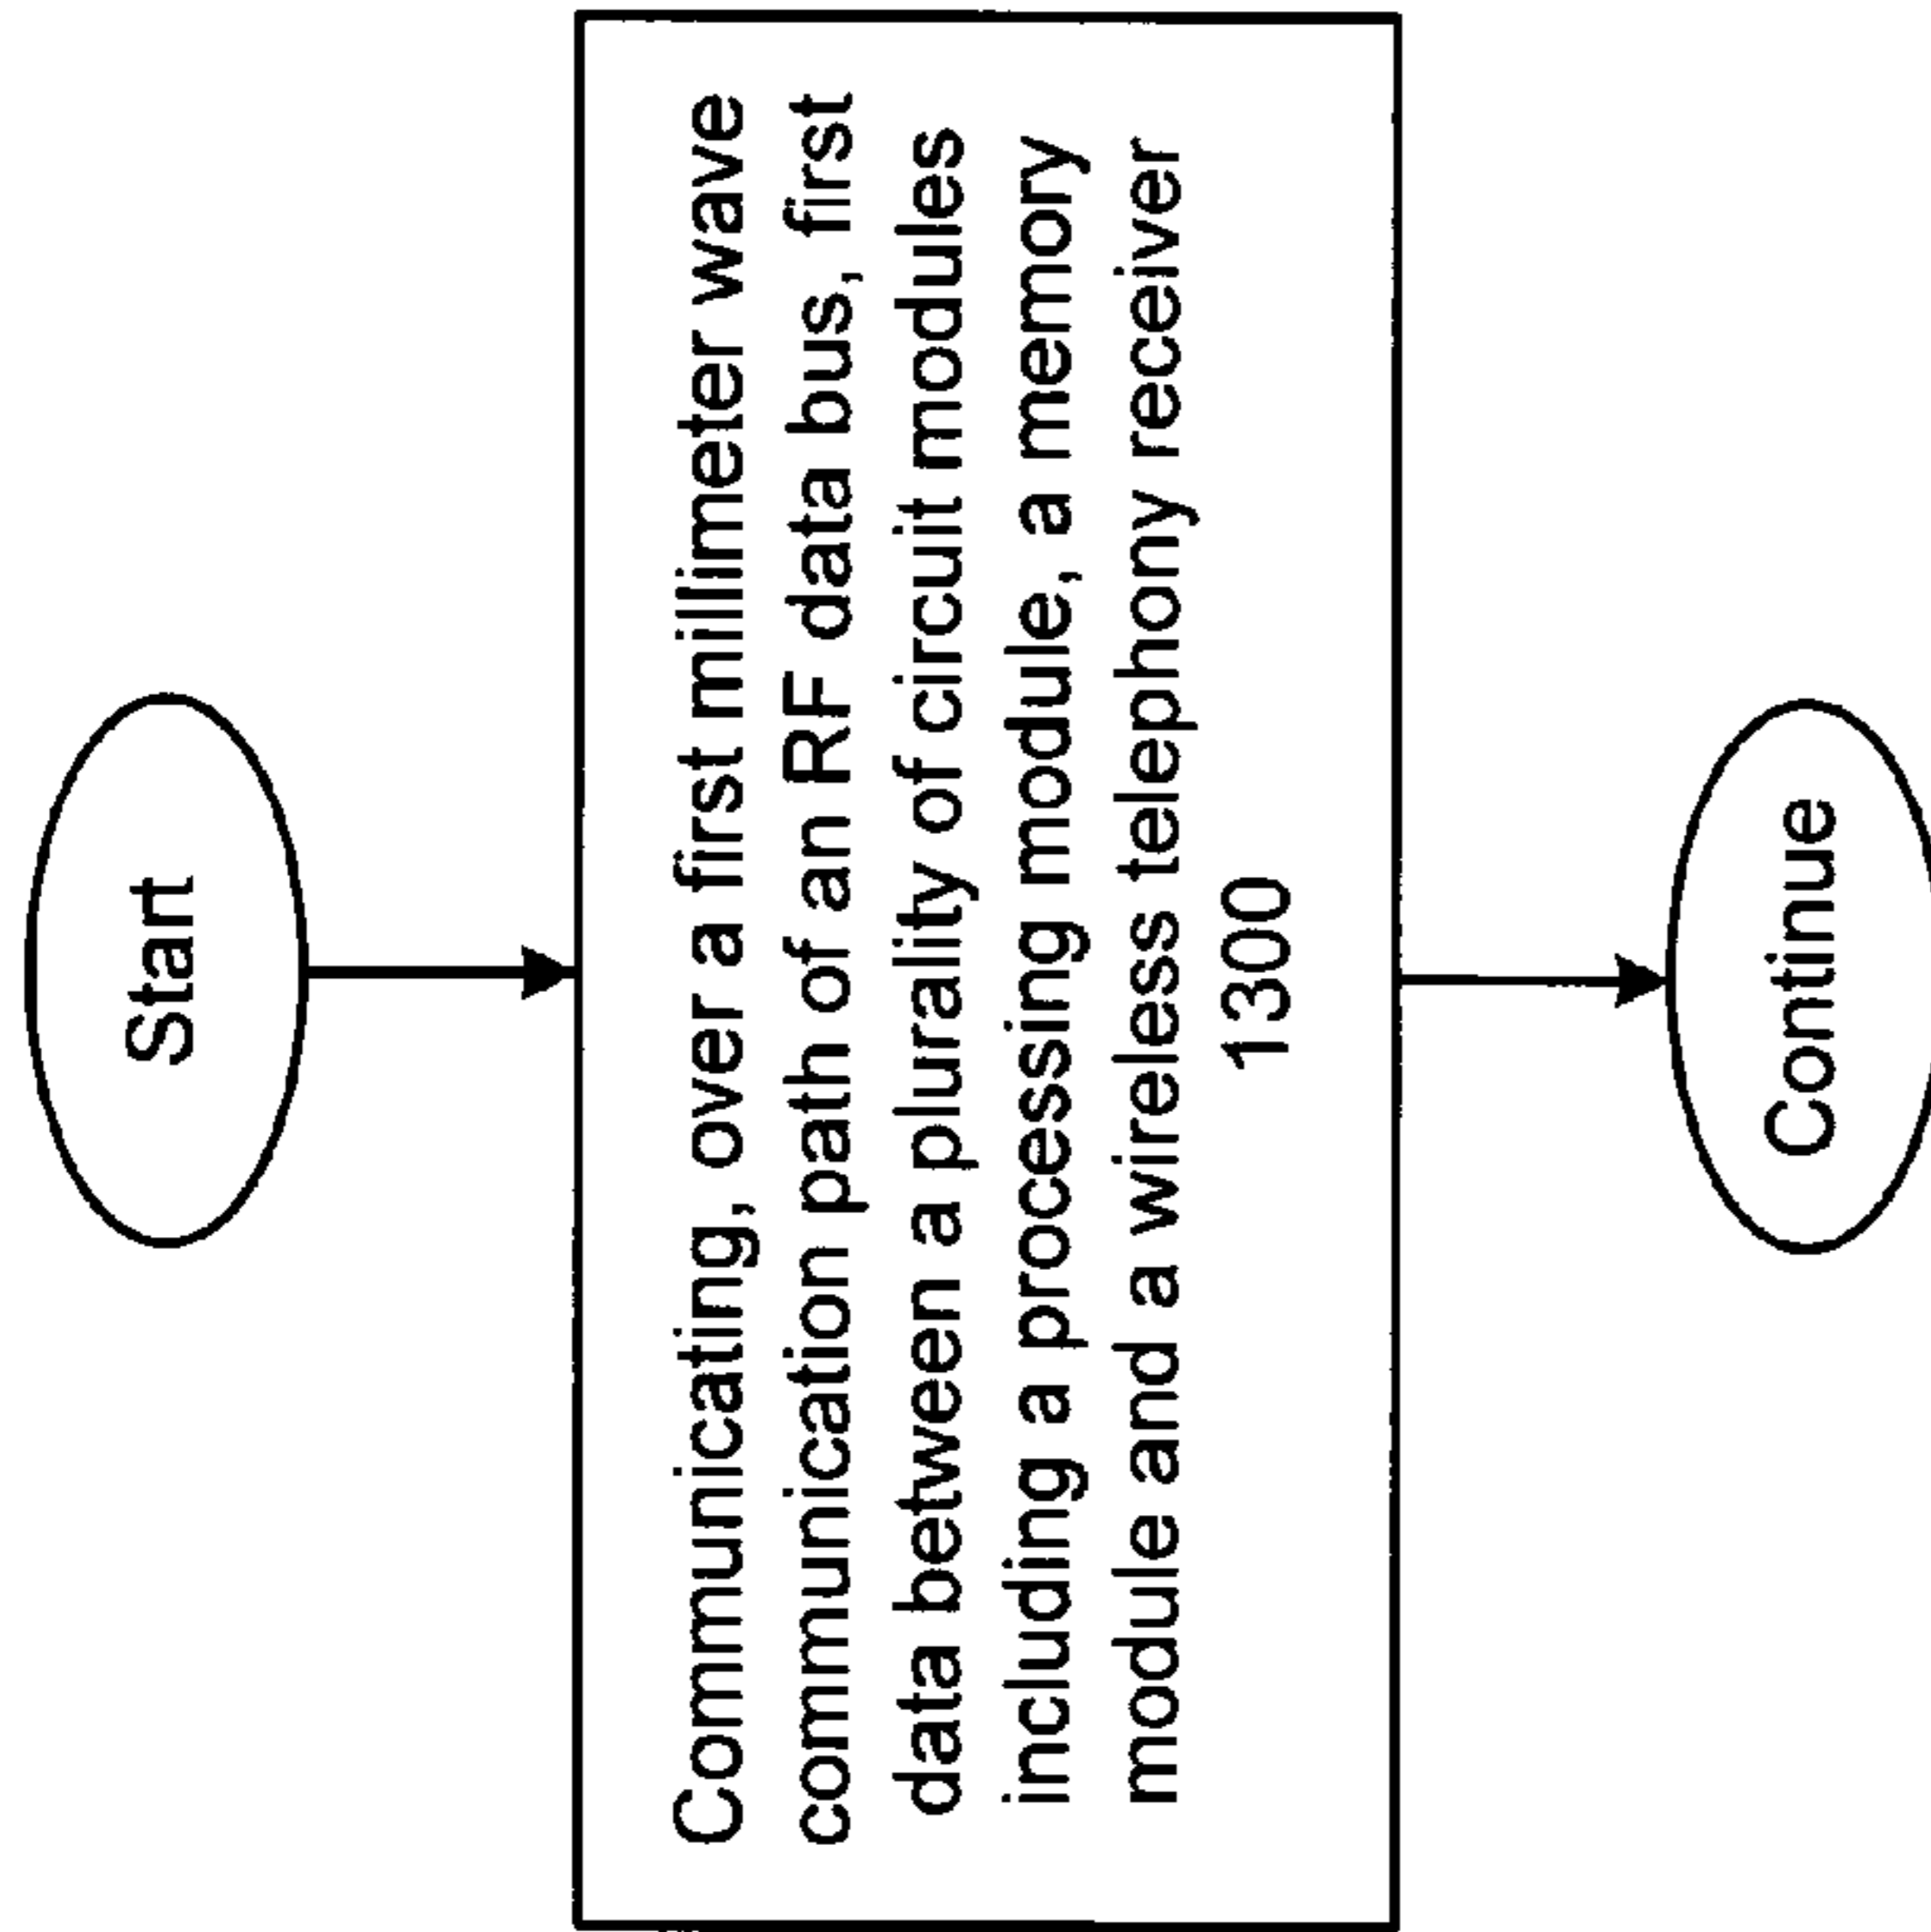 Start
Communicating, over a first millimeter wave
communication path of an RF data bus, first
data between a plurality of circuit modules
including a processing module, a memory
module and a wireless telephony receiver
1300
Continue